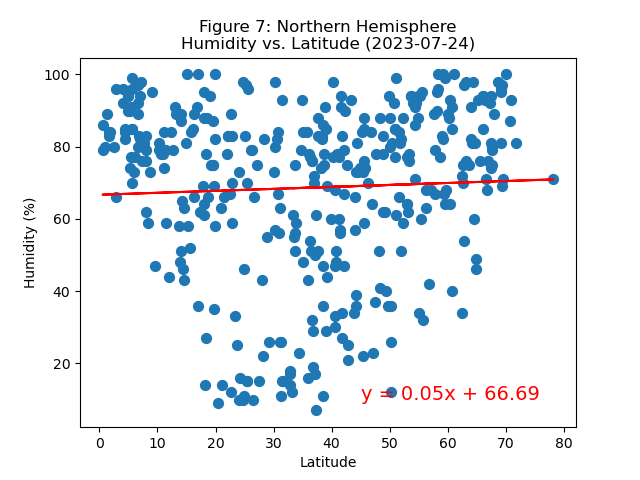 Figure 7: Northern Hemisphere
Humidity vs. Latitude (2023-07-24)
100
80
60
40
20
Humidity (%)
y = 0.05x + 66.69
0 10 20 30 40 50 60 70 80
Latitude